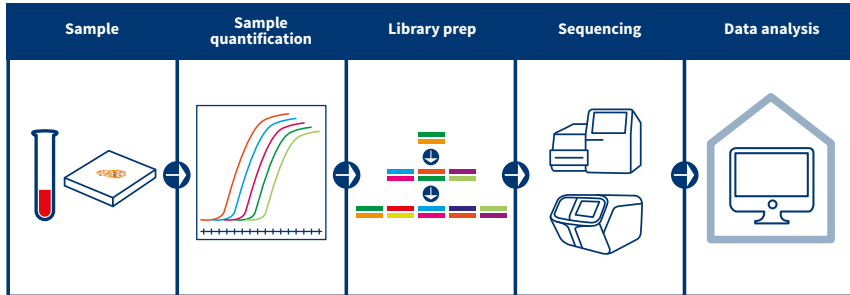 Sample
Sample
quantification
Library prep
Sequencing
Data analysis